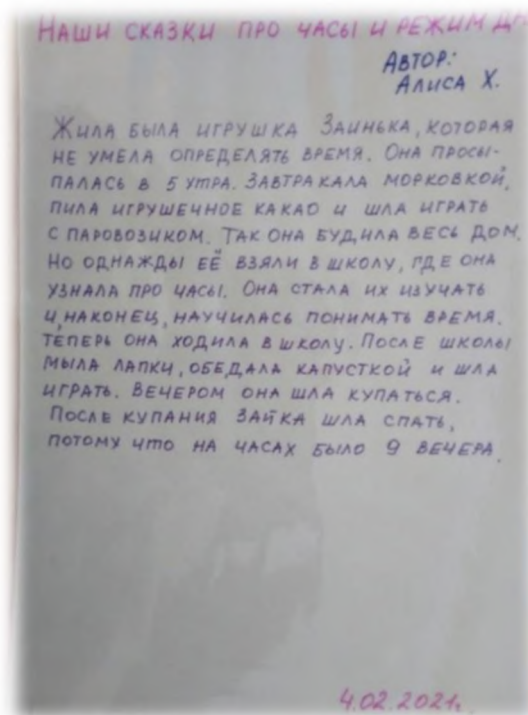 НАШИ СКАЗКИ ПРО ЧАСЫ И РЕЖИМ
АВТОР:
АЛИСА Х.
ЖИЛА БЫЛА ИГРУШКА ЗАИНЬКА, КОТОРАЯ
НЕ УМЕЛА ОПРЕДЕЛЯТЬ ВРЕМЯ. ОНА ПРОСЫ-
ПАЛАСЬ В 5 УТРА. ЗАВТРАКАЛА МОРКОВКОЙ,
ПИЛА ИГРУШЕЧНОЕ КАКАО И ШЛА ИГРАТЬ
С ПАРОВОЗИКОМ. ТАК ОНА БУДИЛА ВЕСЬ ДОМ.
НО ОДНАЖДЫ ЕЁ ВЗЯЛИ В ШКОЛУ, ГДЕ ОНА
УЗНАЛА ПРО ЧАСЫ. ОНА СТАЛА ИХ ИЗУЧАТЬ
И, НАКОНЕЦ, НАУЧИЛАСЬ ПОНИМАТЬ ВРЕМЯ.
ТЕПЕРЬ ОНА ХОДИЛА В ШКОЛУ. ПОСЛЕ ШКОЛЫ
МЫЛА ЛАПКИ, ОБЕДАЛА КАПУСТКОЙ И ШЛА
ИГРАТЬ. ВЕЧЕРОМ ОНА ШЛА КУПАТЬСЯ.
ПОСЛЕ КУПАНИЯ ЗАЙКА ШЛА СПАТЬ,
ПОТОМУ ЧТО НА ЧАСАХ БЫЛО 9 ВЕЧЕРА.
4.02.2021г.